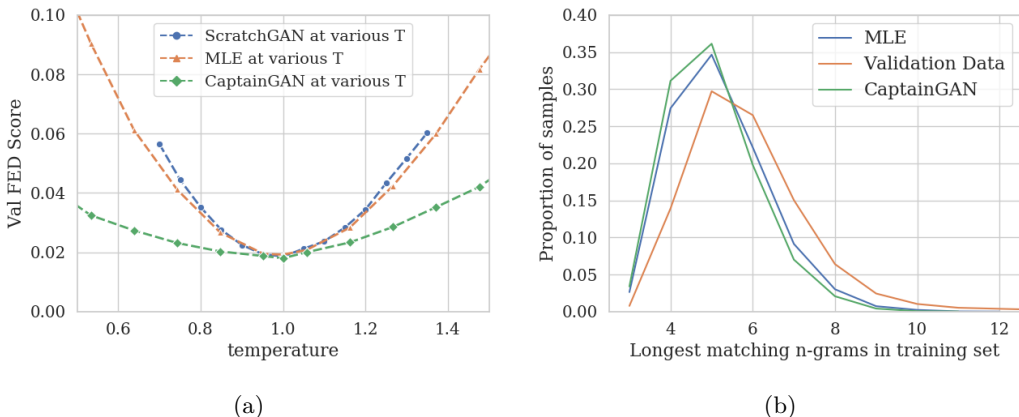 0.10
0.08
0.06
0.04
0.02
0.00
Val FED Score
ScratchGAN at various T
MLE at various T
CaptainGAN at various T
0.6 0.8 1.0 1.2 1.4
temperature
(a)
0.40
0.35
0.30
0.25
0.20
0.15
0.10
0.05
0.00
Proportion of samples
MLE
Validation Data
CaptainGAN
4 6 8 10 12
Longest matching n-grams in training set
(b)